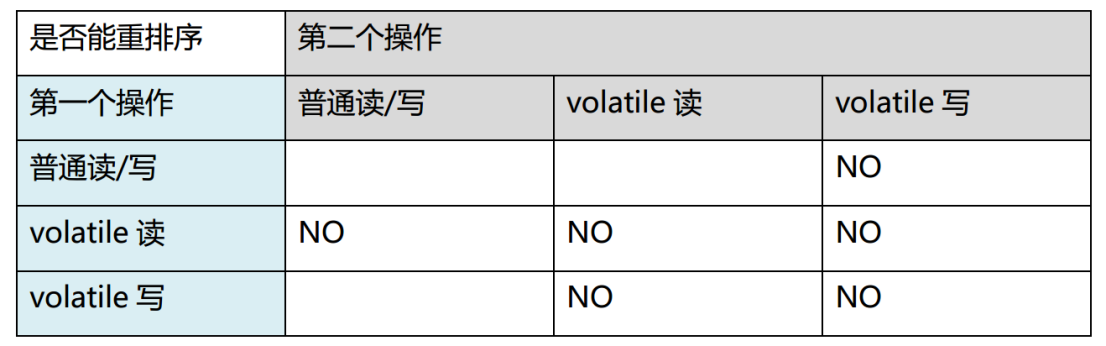 是否能重排序 第二个操作
第一个操作 普通读/写 volatile 读 volatile 写
普通读/写 NO
volatile 读 NO NO NO
volatile 写 NO NO